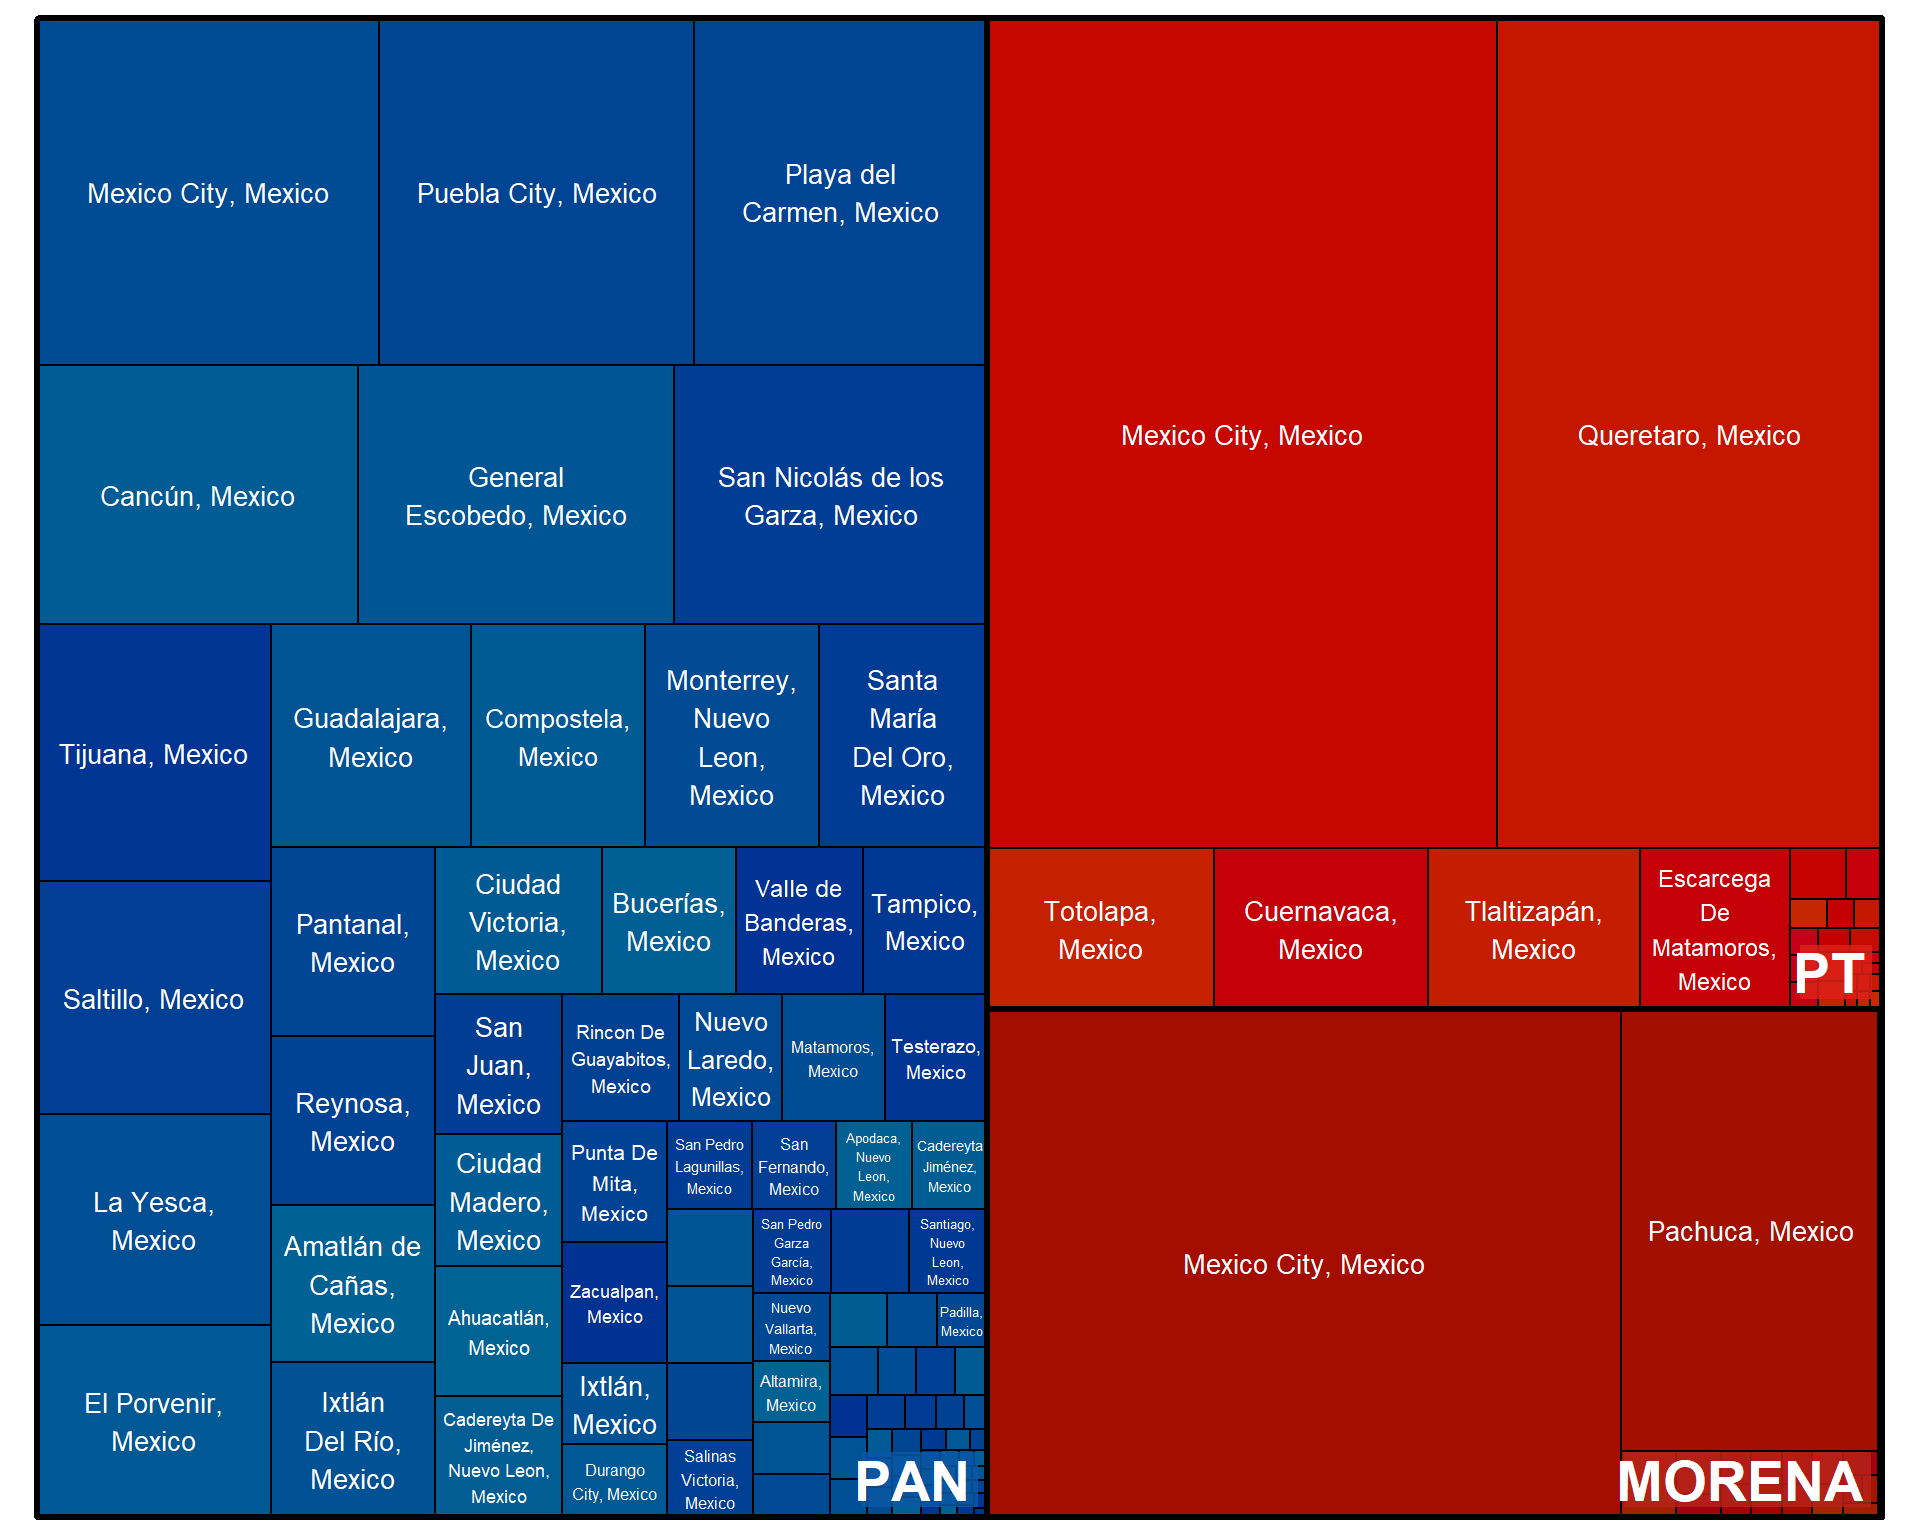 Mexico City, Mexico
Puebla City, Mexico
Playa del
Carmen, Mexico
Cancún, Mexico
General
Escobedo, Mexico
San Nicolás de los
Garza, Mexico
Tijuana, Mexico
Guadalajara,
Mexico
Compostela,
Mexico
Monterrey,
Nuevo
Leon,
Mexico
Santa
María
Del Oro,
Mexico
Saltillo, Mexico
La Yesca,
Mexico
El Porvenir,
Mexico
Pantanal,
Mexico
Reynosa,
Mexico
Amatlán de
Cañas,
Mexico
Ixtlán
Del Río,
Mexico
Ciudad
Victoria,
Mexico
Bucerías,
Mexico
Valle de
Banderas,
Mexico
Tampico,
Mexico
San
Juan,
Mexico
Ciudad
Madero,
Mexico
Ahuacatlán,
Mexico
Cadereyta De
Jiménez,
Nuevo Leon,
Mexico
Rincon De
Guayabitos,
Mexico
Nuevo
Laredo,
Mexico
Matamoros,
Mexico
Testerazo,
Mexico
Punta De
Mita,
Mexico
Zacualpan,
Mexico
Ixtlán,
Mexico
Durango
City, Mexico
San Pedro
Lagunillas,
Mexico
San
Fernando,
Mexico
Apodaca,
Nuevo
Leon,
Mexico
Cadereyta
Jiménez,
Mexico
San Pedro
Garza
García,
Mexico
Santiago,
Nuevo
Leon,
Mexico
Nuevo
Vallarta,
Mexico
Padilla,
Mexico
Altamira,
Mexico
Salinas
Victoria,
Mexico
PAN
Mexico City, Mexico
Queretaro, Mexico
Totolapa,
Mexico
Cuernavaca,
Mexico
Tlaltizapán,
Mexico
Escarcega
De
Matamoros,
Mexico
PT
Mexico City, Mexico
Pachuca, Mexico
MORENA